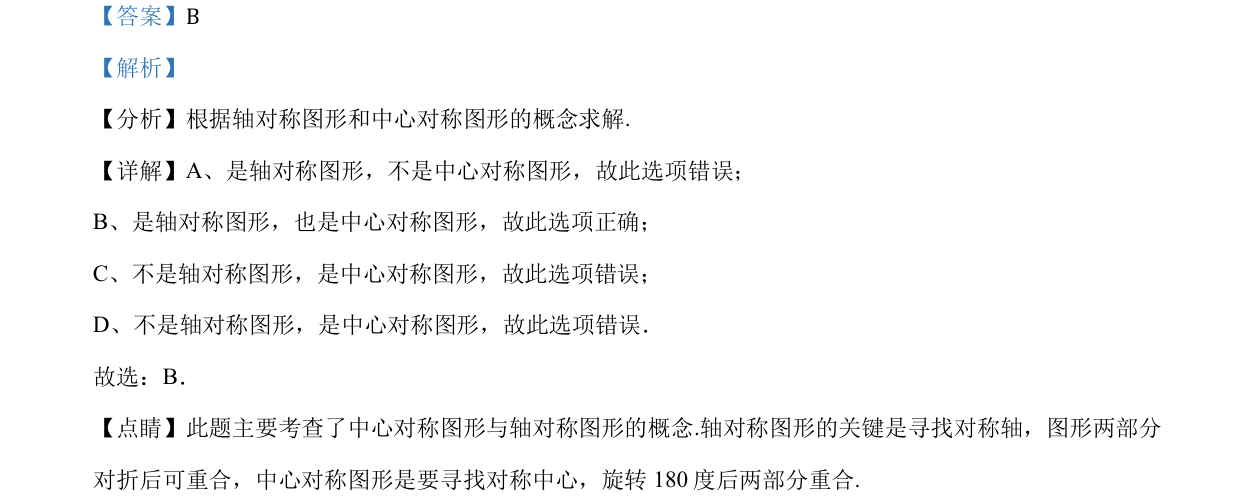 【答案】B
【解析】
【分析】根据轴对称图形和中心对称图形的概念求解.
【详解】A、是轴对称图形，不是中心对称图形，故此选项错误；
B、是轴对称图形，也是中心对称图形，故此选项正确；
C、不是轴对称图形，是中心对称图形，故此选项错误；
D、不是轴对称图形，是中心对称图形，故此选项错误．
故选：B．
【点睛】此题主要考查了中心对称图形与轴对称图形的概念.轴对称图形的关键是寻找对称轴，图形两部分
对折后可重合，中心对称图形是要寻找对称中心，旋转 180 度后两部分重合.